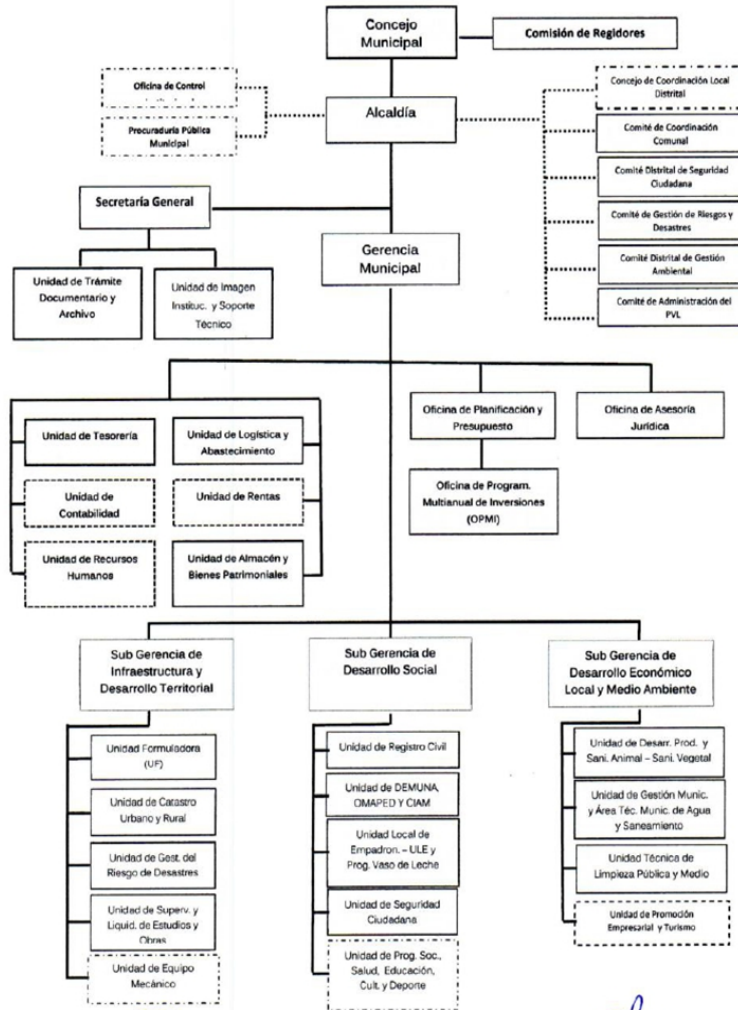 Concejo
Municipal
Comisión de Regidores
Oficina de Control
Procuraduría Pública
Municipal
Alcaldía
Concejo de Coordinación Local
Distrital
Comité de Coordinación
Comunal
Comité Distrital de Seguridad
Ciudadana
Comité de Gestión de Riesgos y
Desastres
Comité Distrital de Gestión
Ambiental
Comité de Administración del
PVL
Secretaría General
Unidad de Trámite
Documentario y
Archivo
Unidad de Imagen
Instituc. y Soporte
Técnico
Gerencia
Municipal
Unidad de Tesorería
Unidad de Logística y
Abastecimiento
Unidad de
Contabilidad
Unidad de Rentas
Unidad de Recursos
Humanos
Unidad de Almacén y
Bienes Patrimoniales
Oficina de Planificación y
Presupuesto
Oficina de Program.
Multianual de Inversiones
(OPMI)
Oficina de Asesoría
Jurídica
Sub Gerencia de
Infraestructura y
Desarrollo Territorial
Unidad Formuladora
(UF)
Unidad de Catastro
Urbano y Rural
Unidad de Gest. del
Riesgo de Desastres
Unidad de Superv. y
Liquid. de Estudios y
Obras
Unidad de Equipo
Mecánico
Sub Gerencia de
Desarrollo Social
Unidad de Registro Civil
Unidad de DEMUNA,
OMAPED Y CIAM
Unidad Local de
Empadron. – ULE y
Prog. Vaso de Leche
Unidad de Seguridad
Ciudadana
Unidad de Prog. Soc.,
Salud, Educación,
Cult. y Deporte
Sub Gerencia de
Desarrollo Económico
Local y Medio Ambiente
Unidad de Desarr. Prod. y
Sani. Animal – Sani. Vegetal
Unidad de Gestión Munic.
y Área Téc. Munic. de Agua
y Saneamiento
Unidad Técnica de
Limpieza Pública y Medio
Unidad de Promoción
Empresarial y Turismo